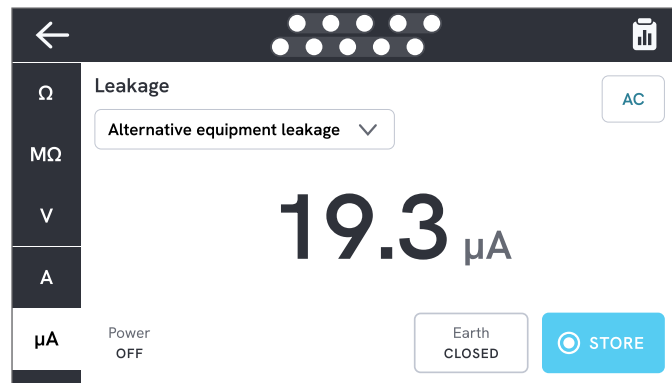 Ω
MΩ
V
A
µA
Leakage
AC
Alternative equipment leakage
19.3 µA
Power
OFF
Earth
CLOSED
STORE